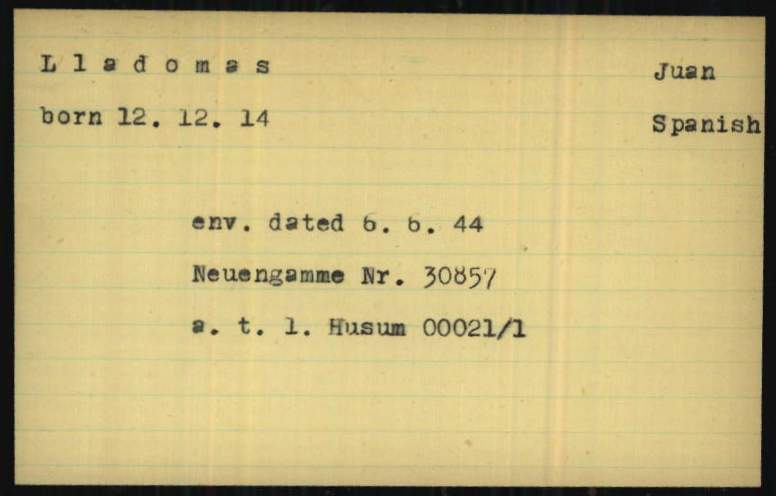 L l a d o m a s Juan
born 12. 12. 14 Spanish
env. dated 6. 6. 44
Neuengamme Nr. 30857
a. t. l. Husum 00021/1